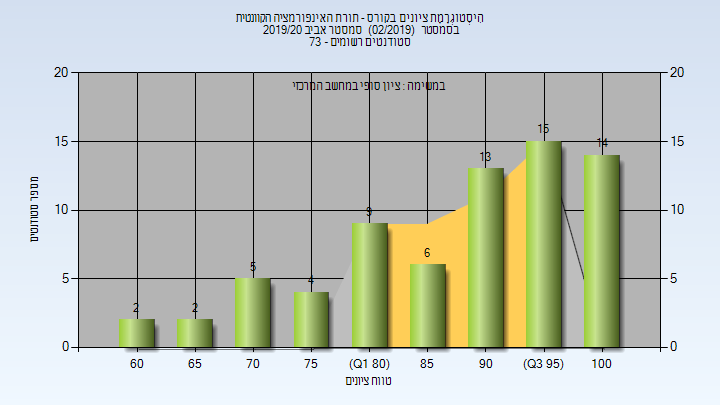 היסטוגרמת ציונים בקורס - תורת האינפורמציה הקוונטית
בסמסטר (02/2019) סמסטר אביב 2019/20
סטודנטים רשומים - 73
במשימה : ציון סופי במחשב המרכזי
20 20
15 15
10 10
5 5
0 0
2 2 5 4 9 6 13 15 14
60 65 70 75 (Q1 80) 85 90 (Q3 95) 100
מספר סטודנטים
טווח ציונים